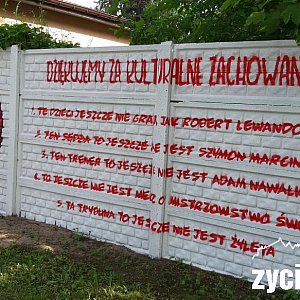 DZIĘKUJEMY ZA KULTURALNE ZACHOWAN
1. TE DZIECI JESZCZE NIE GRAJĄ JAK ROBERT LEWANDO
2. TEN SĘDZIA TO JESZCZE NIE JEST SZYMON MARCIN
3. TEN TRENER TO JESZCZE NIE JEST ADAM NAWAŁK
4. TO JESZCZE NIE JEST MECZ O MISTRZOSTWO ŚW
5. TA TRYBUNA TO JESZCZE NIE JEST ŻYLETA
życi